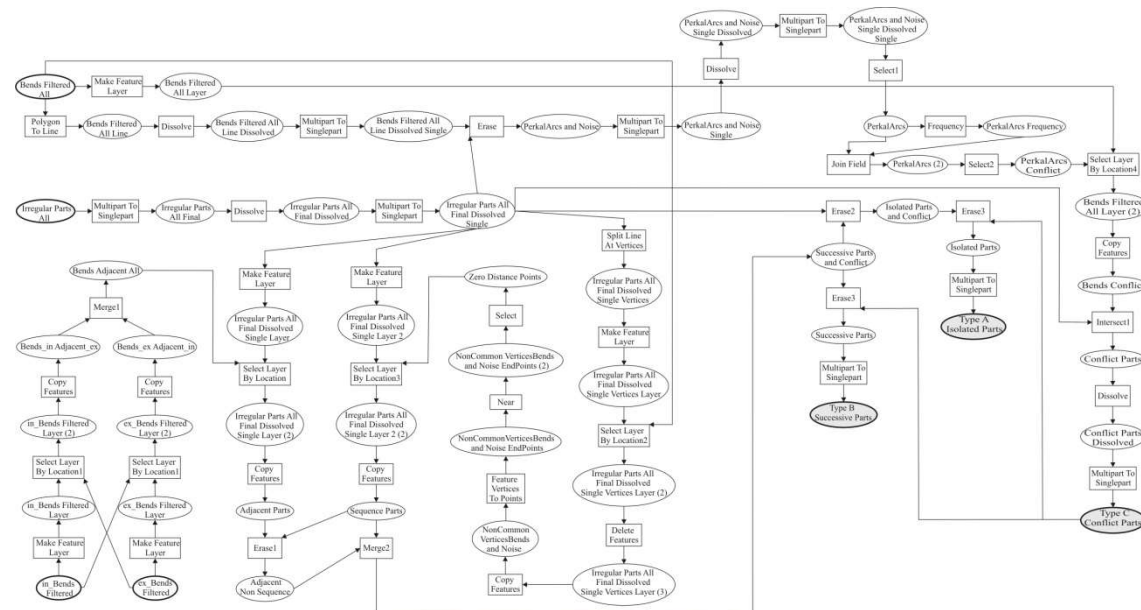 PerkalArcs and Noise
Single Dissolved
Multipart To
Singlepart
PerkalArcs and Noise
Single Dissolved
Single
Dissolve
Select1
Bends Filtered
All
Make Feature
Layer
Bends Filtered
All Layer
Polygon
To Line
Bends Filtered
All Line
Dissolve
Bends Filtered All
Line Dissolved
Multipart To
Singlepart
Bends Filtered All
Line Dissolved Single
Erase
PerkalArcs and Noise
Multipart To
Singlepart
PerkalArcs and Noise
Single
PerkalArcs
Frequency
PerkalArcs Frequency
Join Field
PerkalArcs (2)
Select2
PerkalArcs
Conflict
Select Layer
By Location4
Irregular Parts
All
Multipart To
Singlepart
Irregular Parts
All Final
Dissolve
Irregular Parts All
Final Dissolved
Multipart To
Singlepart
Irregular Parts All
Final Dissolved
Single
Erase2
Isolated Parts
and Conflict
Erase3
Bends Filtered
All Layer (2)
Split Line
At Vertices
Successive Parts
and Conflict
Isolated Parts
Copy
Features
Bends Adjacent All
Make Feature
Layer
Make Feature
Layer
Zero Distance Points
Irregular Parts All
Final Dissolved
Single Vertices
Erase3
Multipart To
Singlepart
Bends Conflict
Merge1
Irregular Parts All
Final Dissolved
Single Layer
Irregular Parts All
Final Dissolved
Single Layer 2
Select
Make Feature
Layer
Successive Parts
Type A
Isolated Parts
Intersect1
Bends_in Adjacent_ex
Bends_ex Adjacent_in
Select Layer
By Location
Select Layer
By Location3
NonCommon VerticesBends
and Noise EndPoints (2)
Irregular Parts All
Final Dissolved
Single Vertices Layer
Multipart To
Singlepart
Conflict Parts
Copy
Features
Copy
Features
Near
Type B
Successive Parts
Dissolve
in_Bends Filtered
Layer (2)
ex_Bends Filtered
Layer (2)
Irregular Parts All
Final Dissolved
Single Layer (2)
Irregular Parts All
Final Dissolved
Single Layer 2 (2)
NonCommonVerticesBends
and Noise EndPoints
Select Layer
By Location2
Conflict Parts
Dissolved
Select Layer
By Location1
Select Layer
By Location1
Copy
Features
Copy
Features
Feature
Vertices
To Points
Irregular Parts All
Final Dissolved
Single Vertices Layer (2)
Multipart To
Singlepart
in_Bends Filtered
Layer
ex_Bends Filtered
Layer
Adjacent Parts
Sequence Parts
NonCommon
VerticesBends
and Noise
Delete
Features
Type C
Conflict Parts
Make Feature
Layer
Make Feature
Layer
Erase1
Merge2
in_Bends
Filtered
ex_Bends
Filtered
Adjacent
Non Sequence
Copy
Features
Irregular Parts All
Final Dissolved
Single Vertices Layer (3)